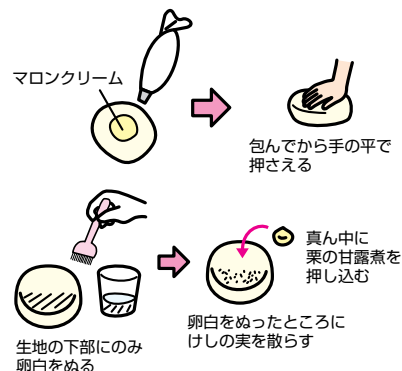 マロンクリーム
包んでから手の平で
押さえる
真ん中に
栗の甘露煮を
押し込む
卵白をぬったところに
けしの実を散らす
生地の下部にのみ
卵白をぬる